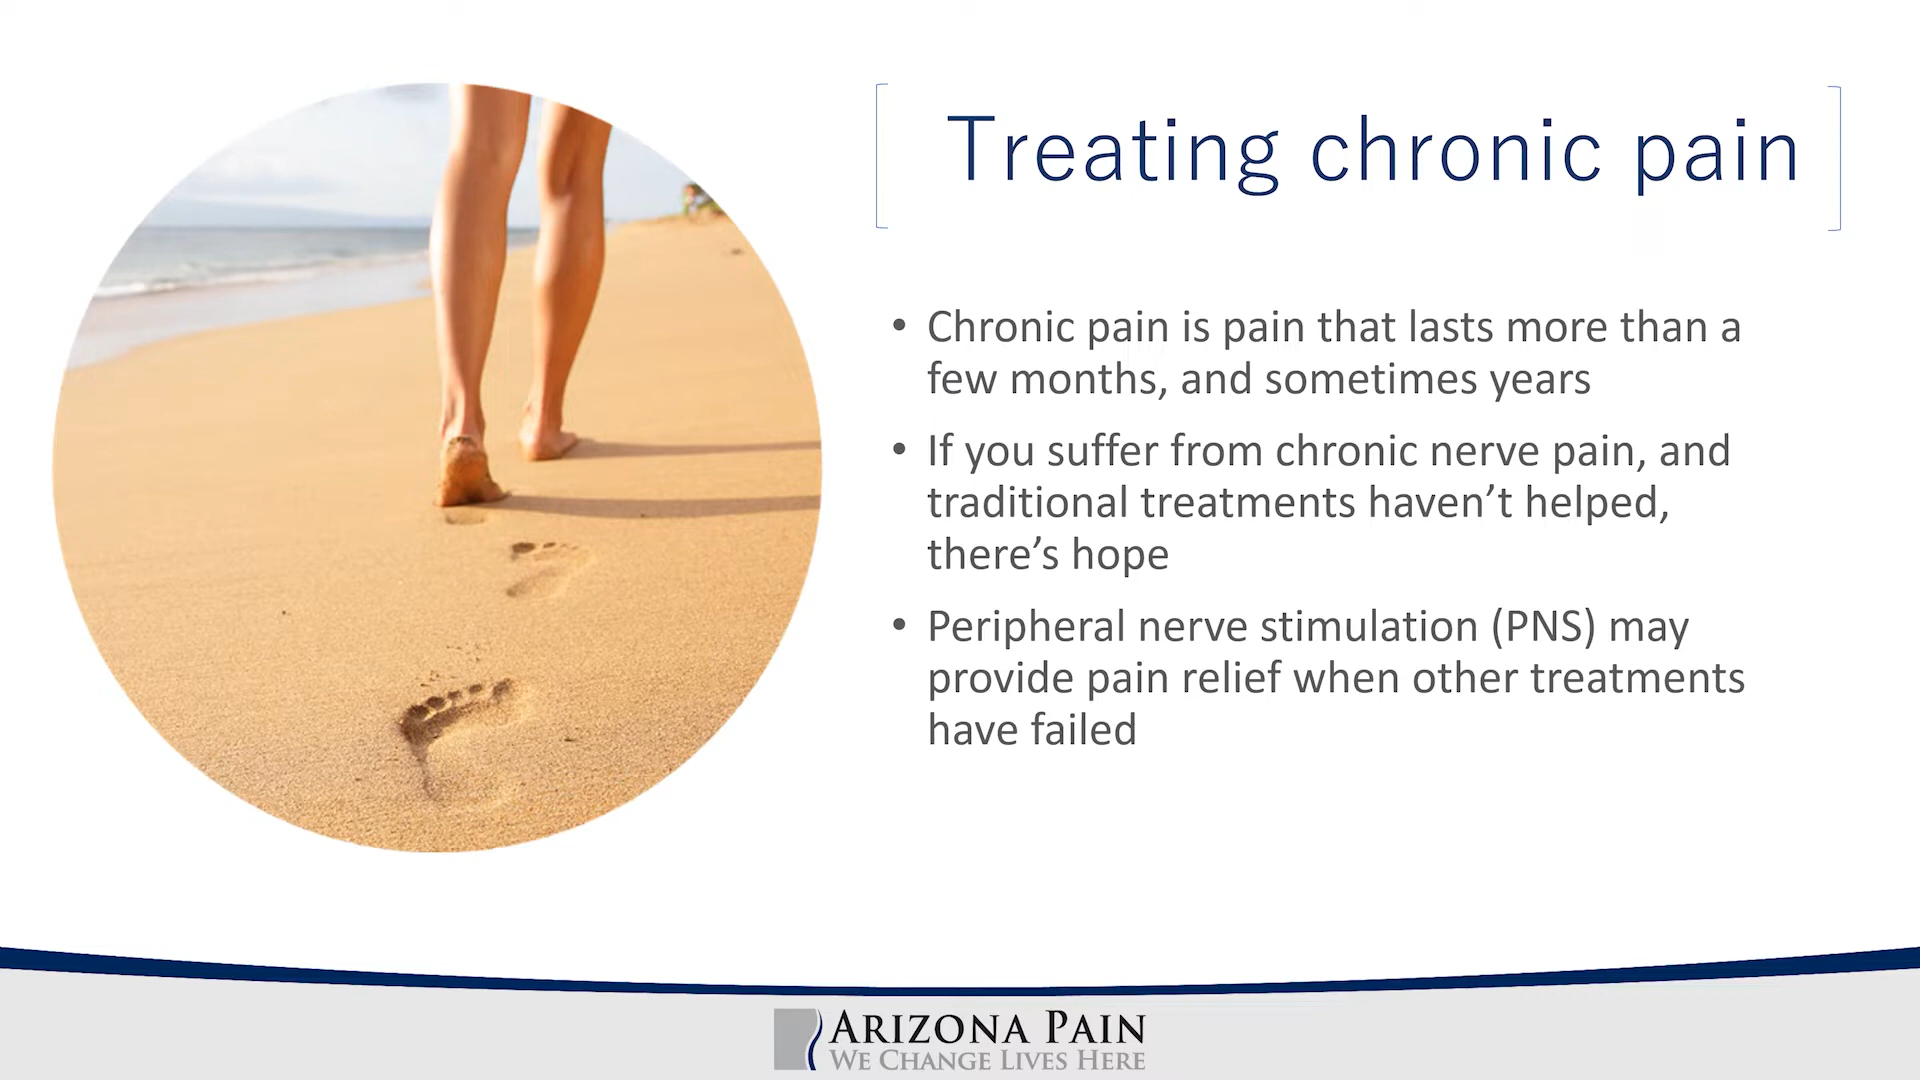 Treating chronic pain
• Chronic pain is pain that lasts more than a
few months, and sometimes years
• If you suffer from chronic nerve pain, and
traditional treatments haven’t helped,
there’s hope
• Peripheral nerve stimulation (PNS) may
provide pain relief when other treatments
have failed
ARIZONA PAIN
WE CHANGE LIVES HERE